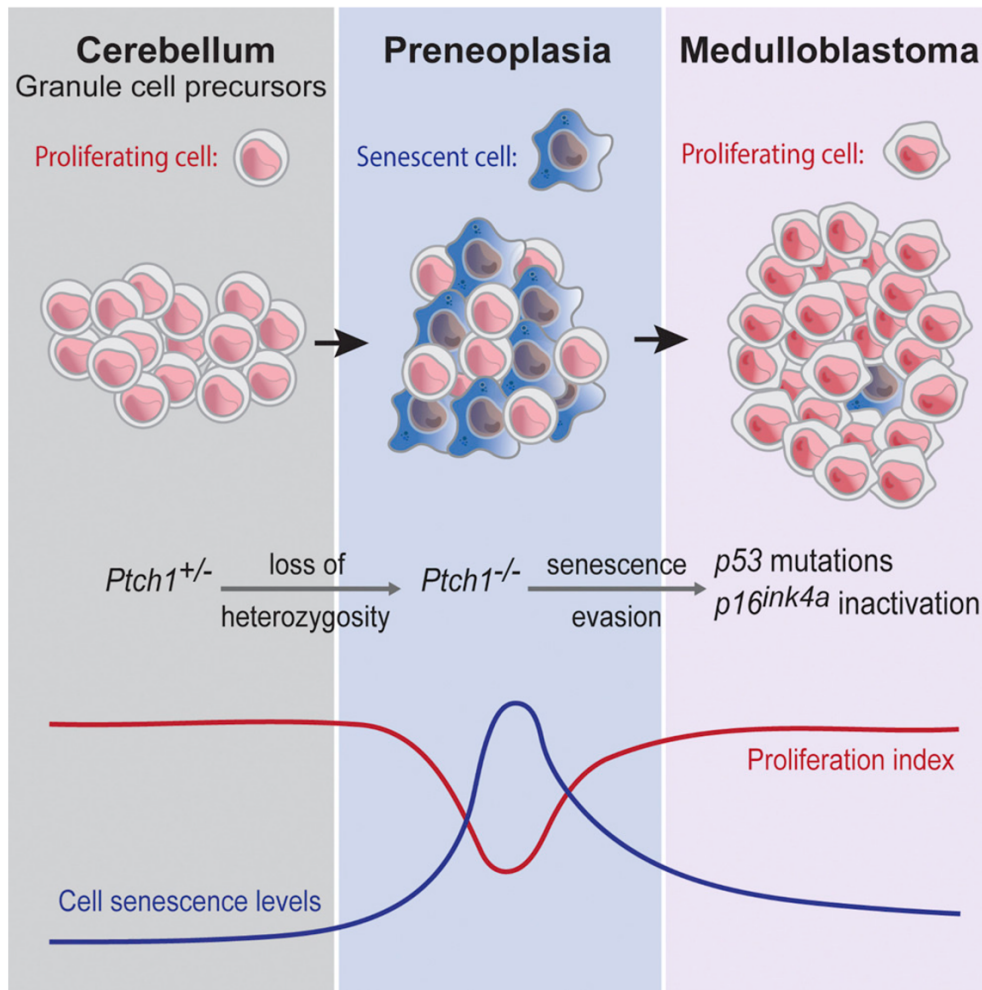 Cerebellum
Granule cell precursors
Proliferating cell:
Preneoplasia
Senescent cell:
Medulloblastoma
Proliferating cell:
Ptch1+/-
loss of
heterozygosity
Ptch1-/-
senescence
evasion
p53 mutations
p16ink4a inactivation
Proliferation index
Cell senescence levels